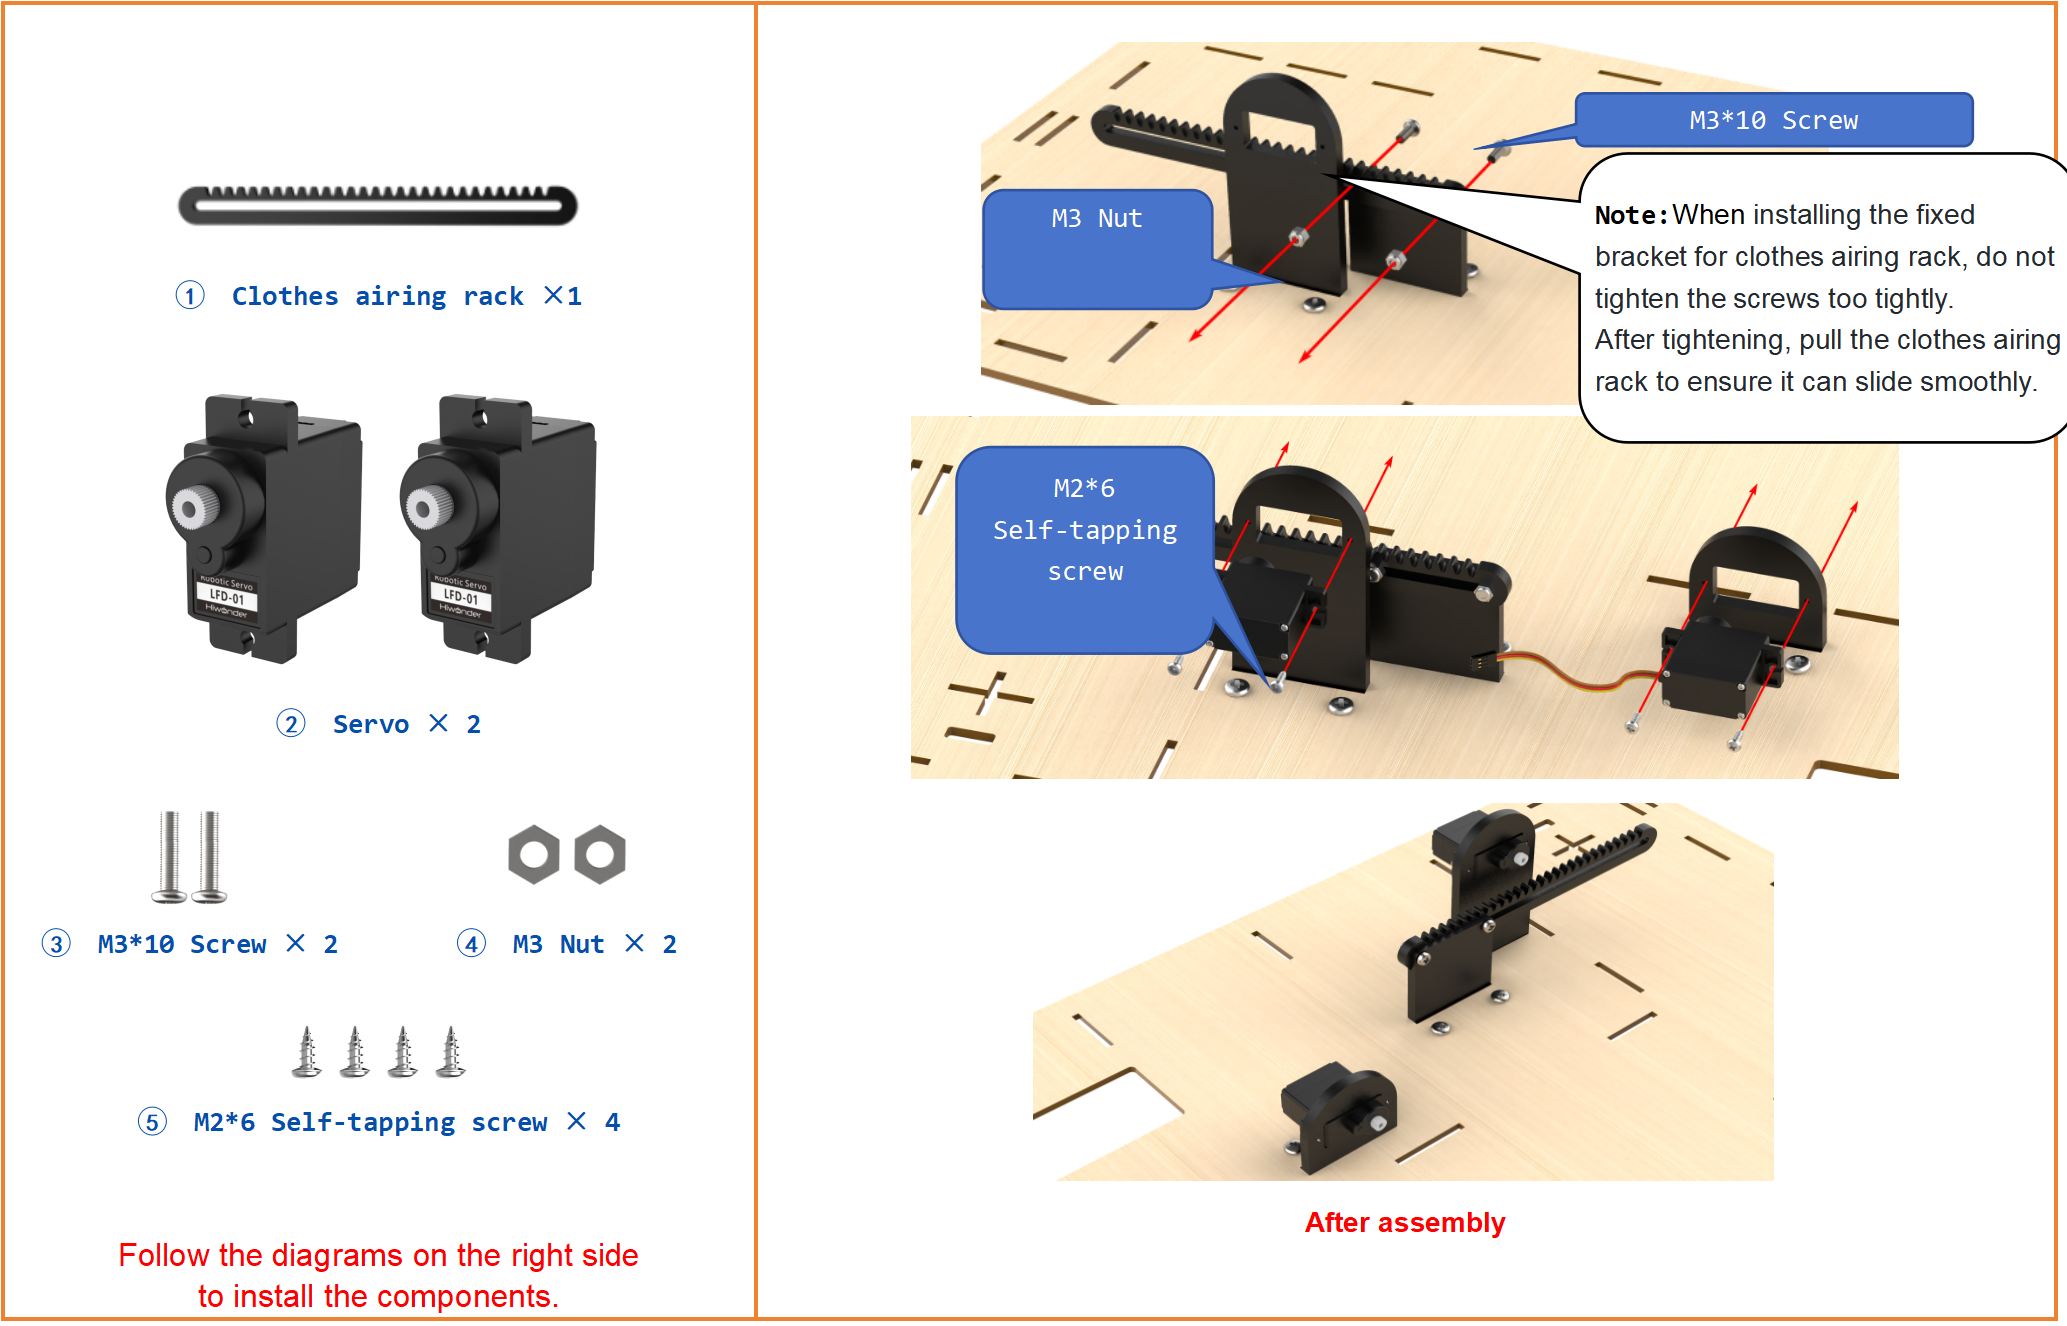 ① Clothes airing rack ×1
Robotic Servo
LFD-01
Hiwonder
Robotic Servo
LFD-01
Hiwonder
② Servo × 2
③ M3*10 Screw × 2
④ M3 Nut × 2
⑤ M2*6 Self-tapping screw × 4
Follow the diagrams on the right side
to install the components.
M3*10 Screw
M3 Nut
Note:When installing the fixed
bracket for clothes airing rack, do not
tighten the screws too tightly.
After tightening, pull the clothes airing
rack to ensure it can slide smoothly.
M2*6
Self-tapping
screw
After assembly